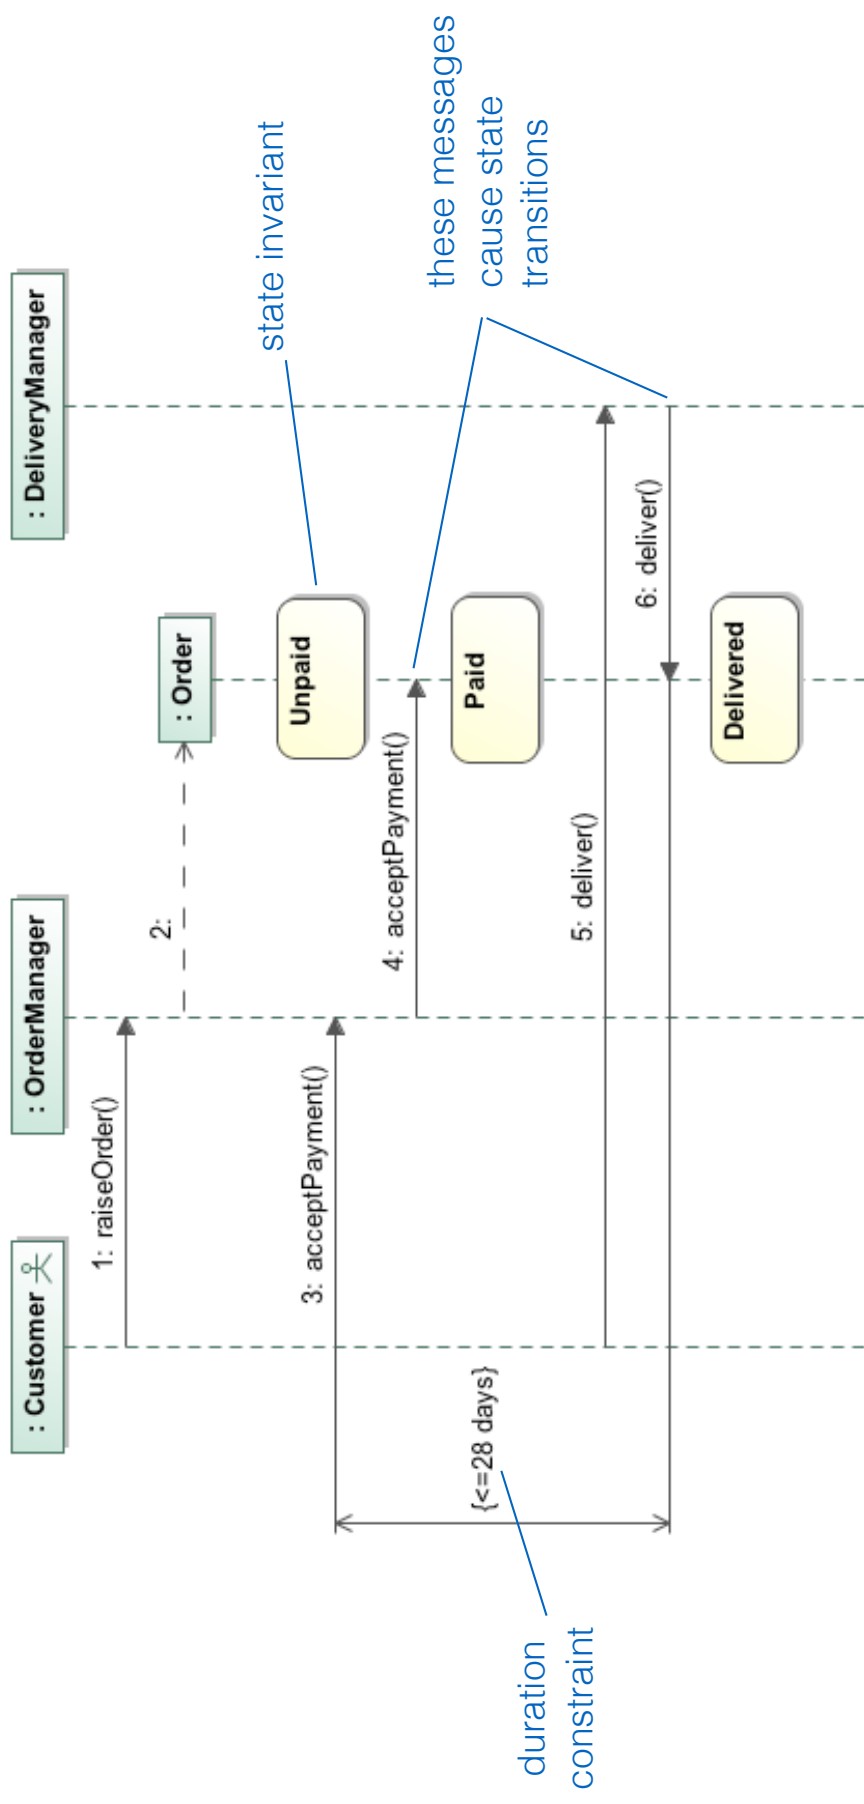 : Customer
: OrderManager
: DeliveryManager
: Order
1: raiseOrder()
2:
state invariant
Unpaid
3: acceptPayment()
4: acceptPayment()
these messages
cause state
transitions
Paid
{<=28 days}
duration
constraint
5: deliver()
6: deliver()
Delivered